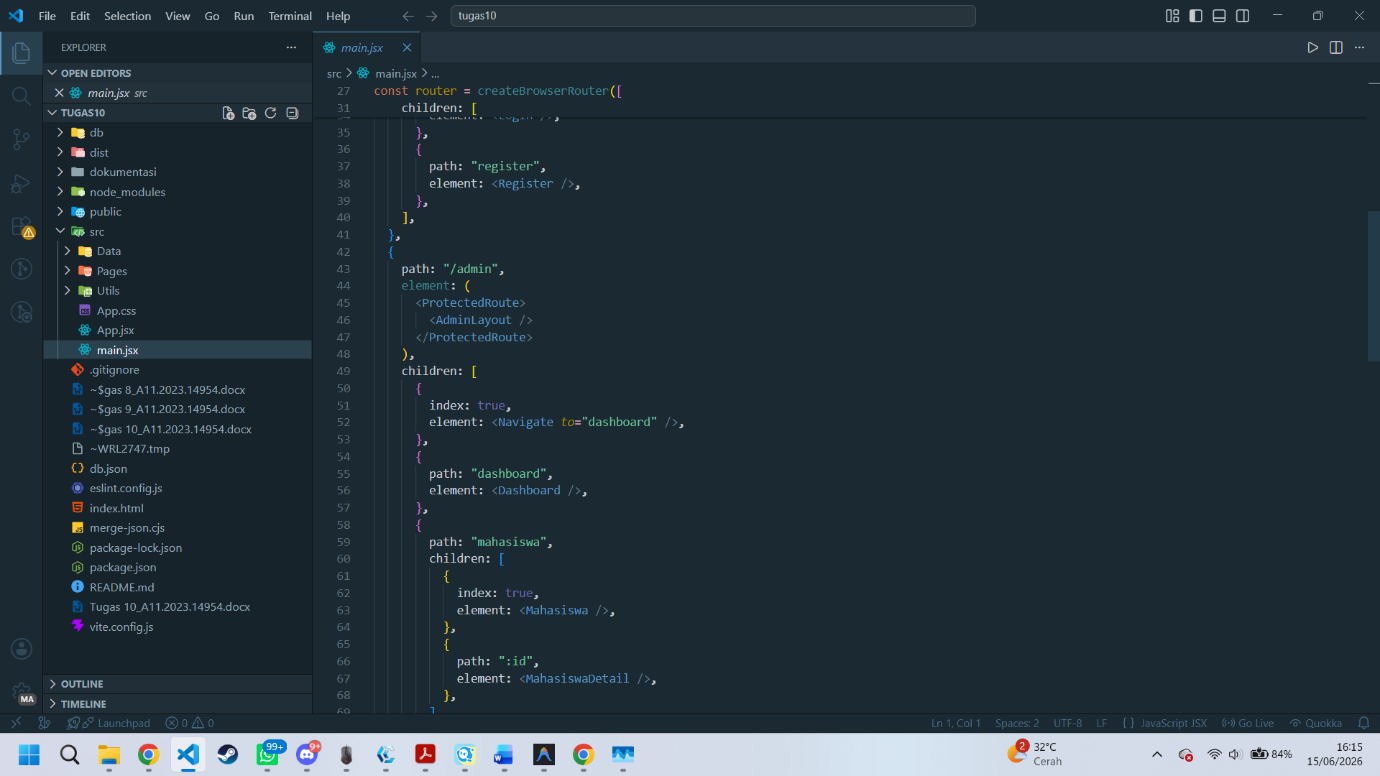 File Edit Selection View Go Run Terminal Help
tugas10
EXPLORER
main.jsx
OPEN EDITORS
main.jsx src
TUGAS10
db
dist
dokumentasi
node_modules
public
src
Data
Pages
Utils
App.css
App.jsx
main.jsx
.gitignore
~$gas 8_A11.2023.14954.docx
~$gas 9_A11.2023.14954.docx
~$gas 10_A11.2023.14954.docx
~WRL2747.tmp
db.json
eslint.config.js
index.html
merge-json.cjs
package-lock.json
package.json
README.md
Tugas 10_A11.2023.14954.docx
vite.config.js
OUTLINE
TIMELINE
MA
src > main.jsx > ...
27 const router = createBrowserRouter([
31 children: [
34 element: <Login />,
35 },
36 {
37 path: "register",
38 element: <Register />,
39 },
40 ],
41 },
42 {
43 path: "/admin",
44 element: (
45 <ProtectedRoute>
46 <AdminLayout />
47 </ProtectedRoute>
48 ),
49 children: [
50 {
51 index: true,
52 element: <Navigate to="dashboard" />,
53 },
54 {
55 path: "dashboard",
56 element: <Dashboard />,
57 },
58 {
59 path: "mahasiswa",
60 children: [
61 {
62 index: true,
63 element: <Mahasiswa />,
64 },
65 {
66 path: ":id",
67 element: <MahasiswaDetail />,
68 },
69 ]
Launchpad 0 0
Ln 1, Col 1 Spaces: 2 UTF-8 LF { } JavaScript JSX Go Live Quokka
99+
9+
2
32°C
Cerah
84%
16:15
15/06/2026